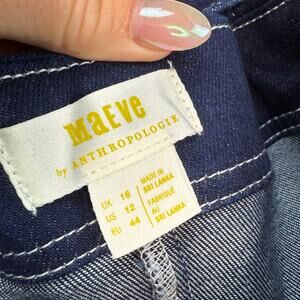 Maeve
by ANTHROPOLOGIE
UK 16
US 12
EU 44
MADE IN
SRI LANKA
FABRIQUÉ
AU
SRI LANKA